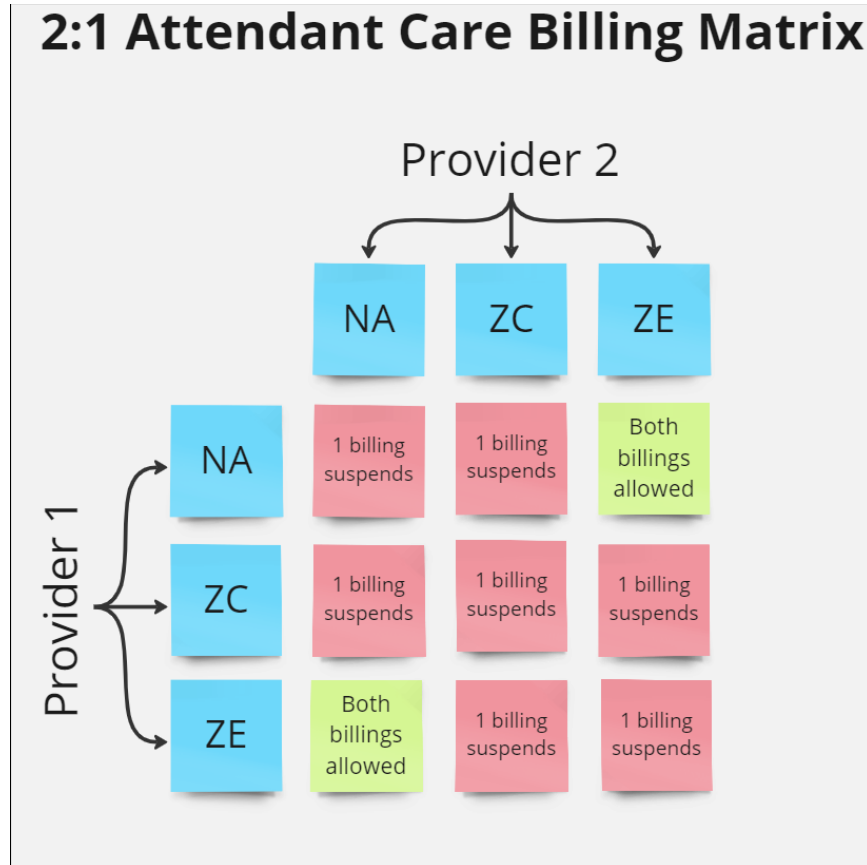 2:1 Attendant Care Billing Matrix
Provider 2
NA
ZC
ZE
Provider 1
NA
1 billing
suspends
1 billing
suspends
Both
billings
allowed
ZC
1 billing
suspends
1 billing
suspends
1 billing
suspends
ZE
Both
billings
allowed
1 billing
suspends
1 billing
suspends